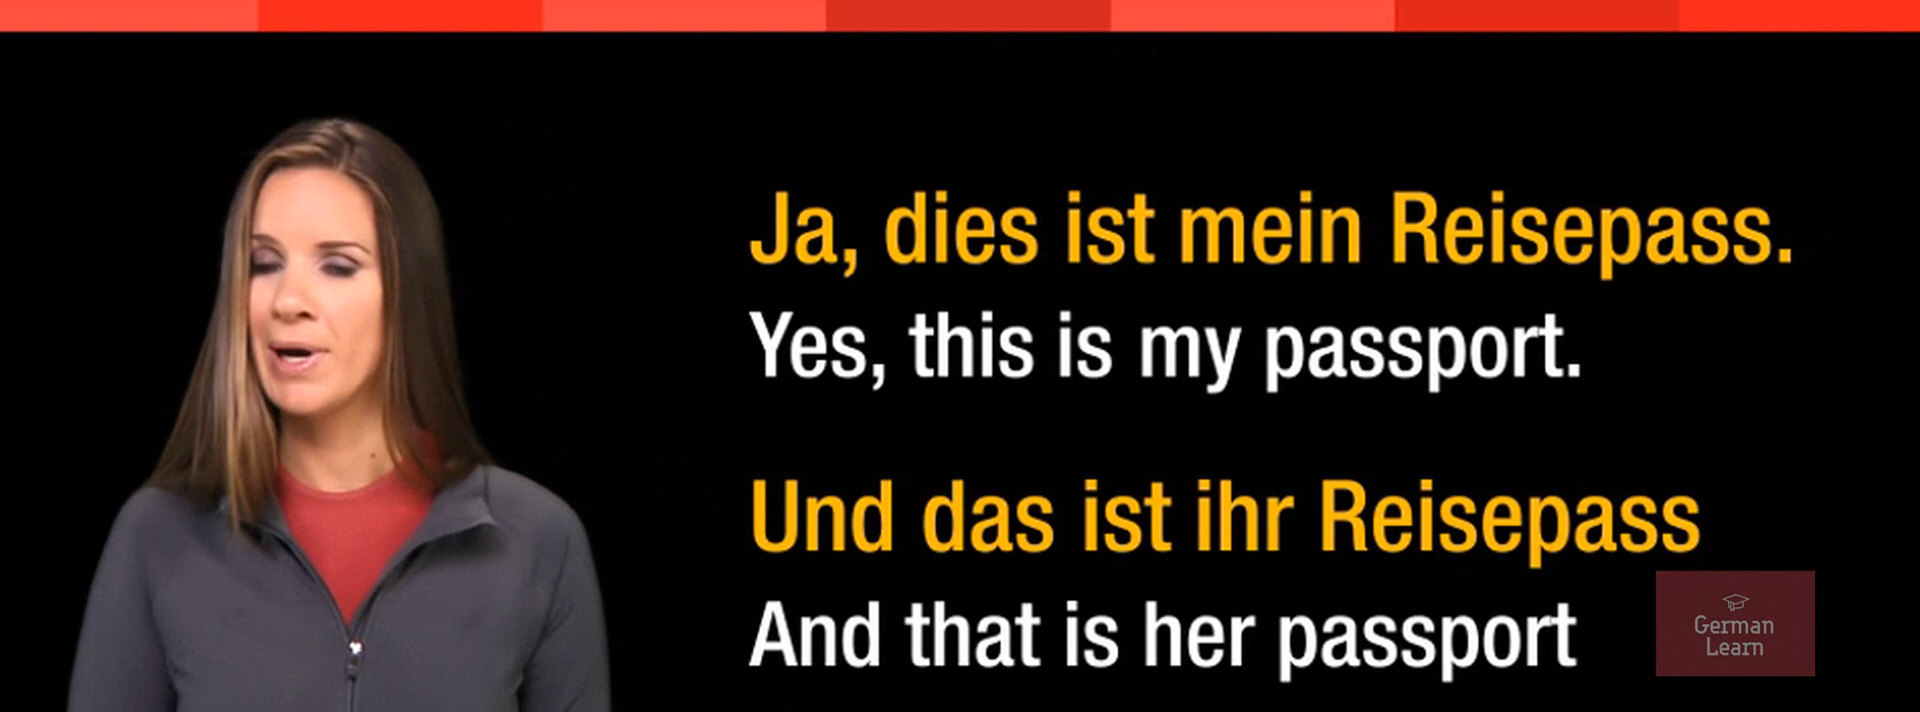 Ja, dies ist mein Reisepass.
Yes, this is my passport.
Und das ist ihr Reisepass
And that is her passport
German
Learn